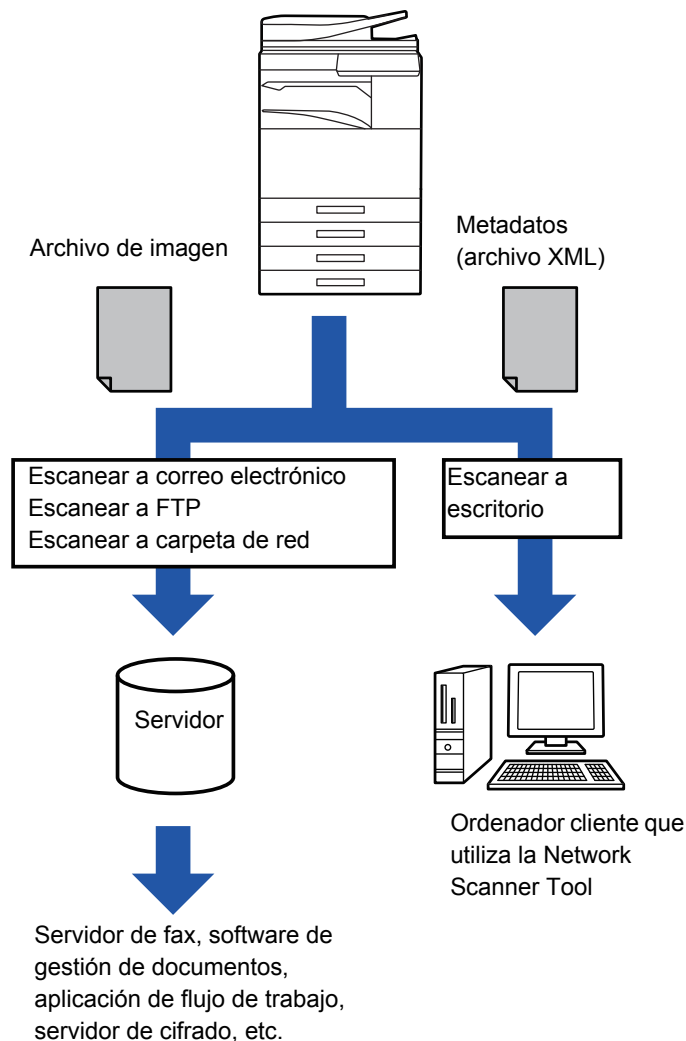 Archivo de imagen
Metadatos
(archivo XML)
Escanear a correo electrónico
Escanear a FTP
Escanear a carpeta de red
Escanear a
escritorio
Servidor
Ordenador cliente que
utiliza la Network
Scanner Tool
Servidor de fax, software de
gestión de documentos,
aplicación de flujo de trabajo,
servidor de cifrado, etc.